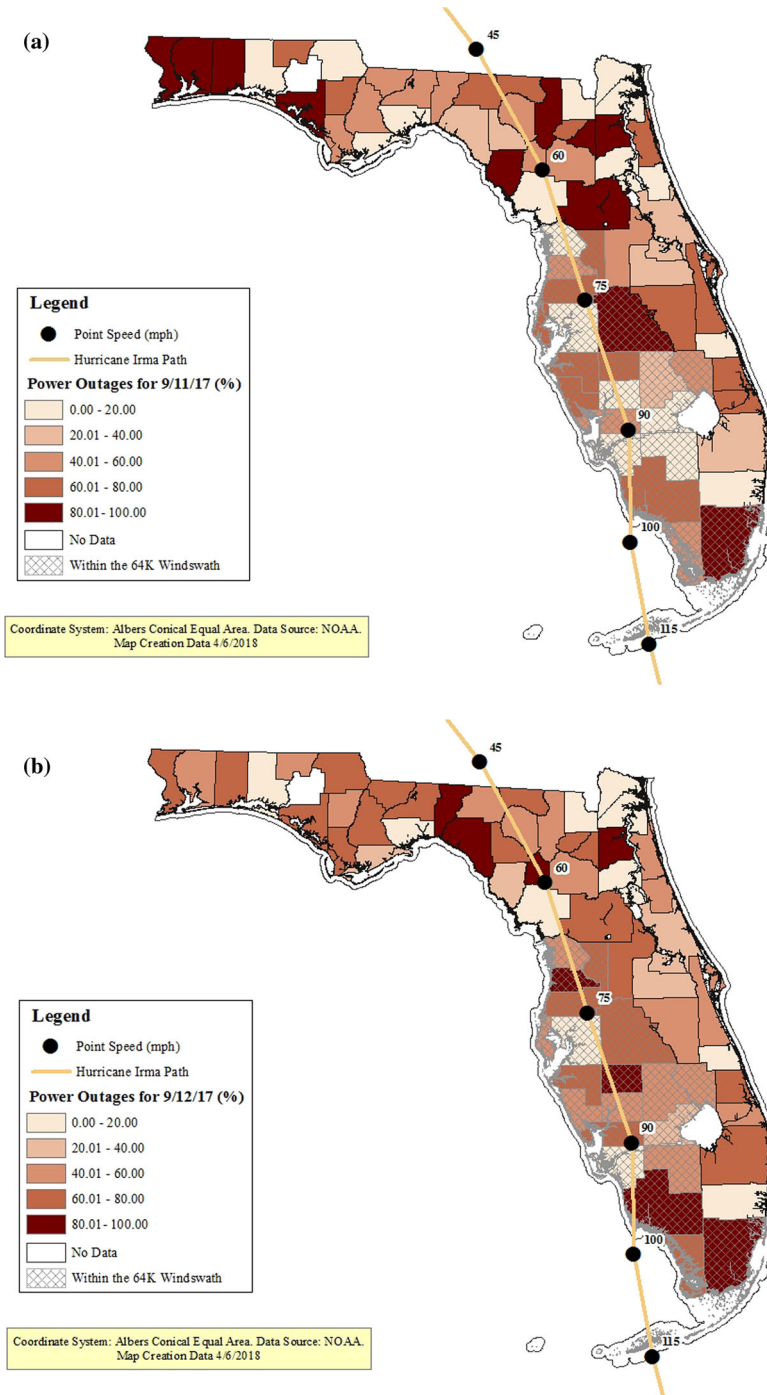 (a)
45
60
75
90
100
115
Legend
Point Speed (mph)
Hurricane Irma Path
Power Outages for 9/11/17 (%)
0.00 - 20.00
20.01 - 40.00
40.01 - 60.00
60.01 - 80.00
80.01 - 100.00
No Data
Within the 64K Windswath
Coordinate System: Albers Conical Equal Area. Data Source: NOAA.
Map Creation Data 4/6/2018
(b)
45
60
75
90
100
115
Legend
Point Speed (mph)
Hurricane Irma Path
Power Outages for 9/12/17 (%)
0.00 - 20.00
20.01 - 40.00
40.01 - 60.00
60.01 - 80.00
80.01- 100.00
No Data
Within the 64K Windswath
Coordinate System: Albers Conical Equal Area. Data Source: NOAA.
Map Creation Data 4/6/2018